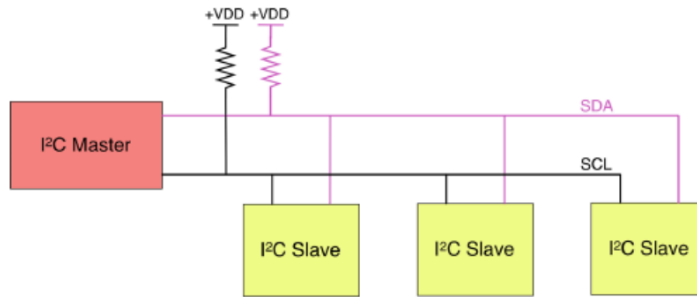 +VDD +VDD
SDA
I²C Master
SCL
I²C Slave I²C Slave I²C Slave